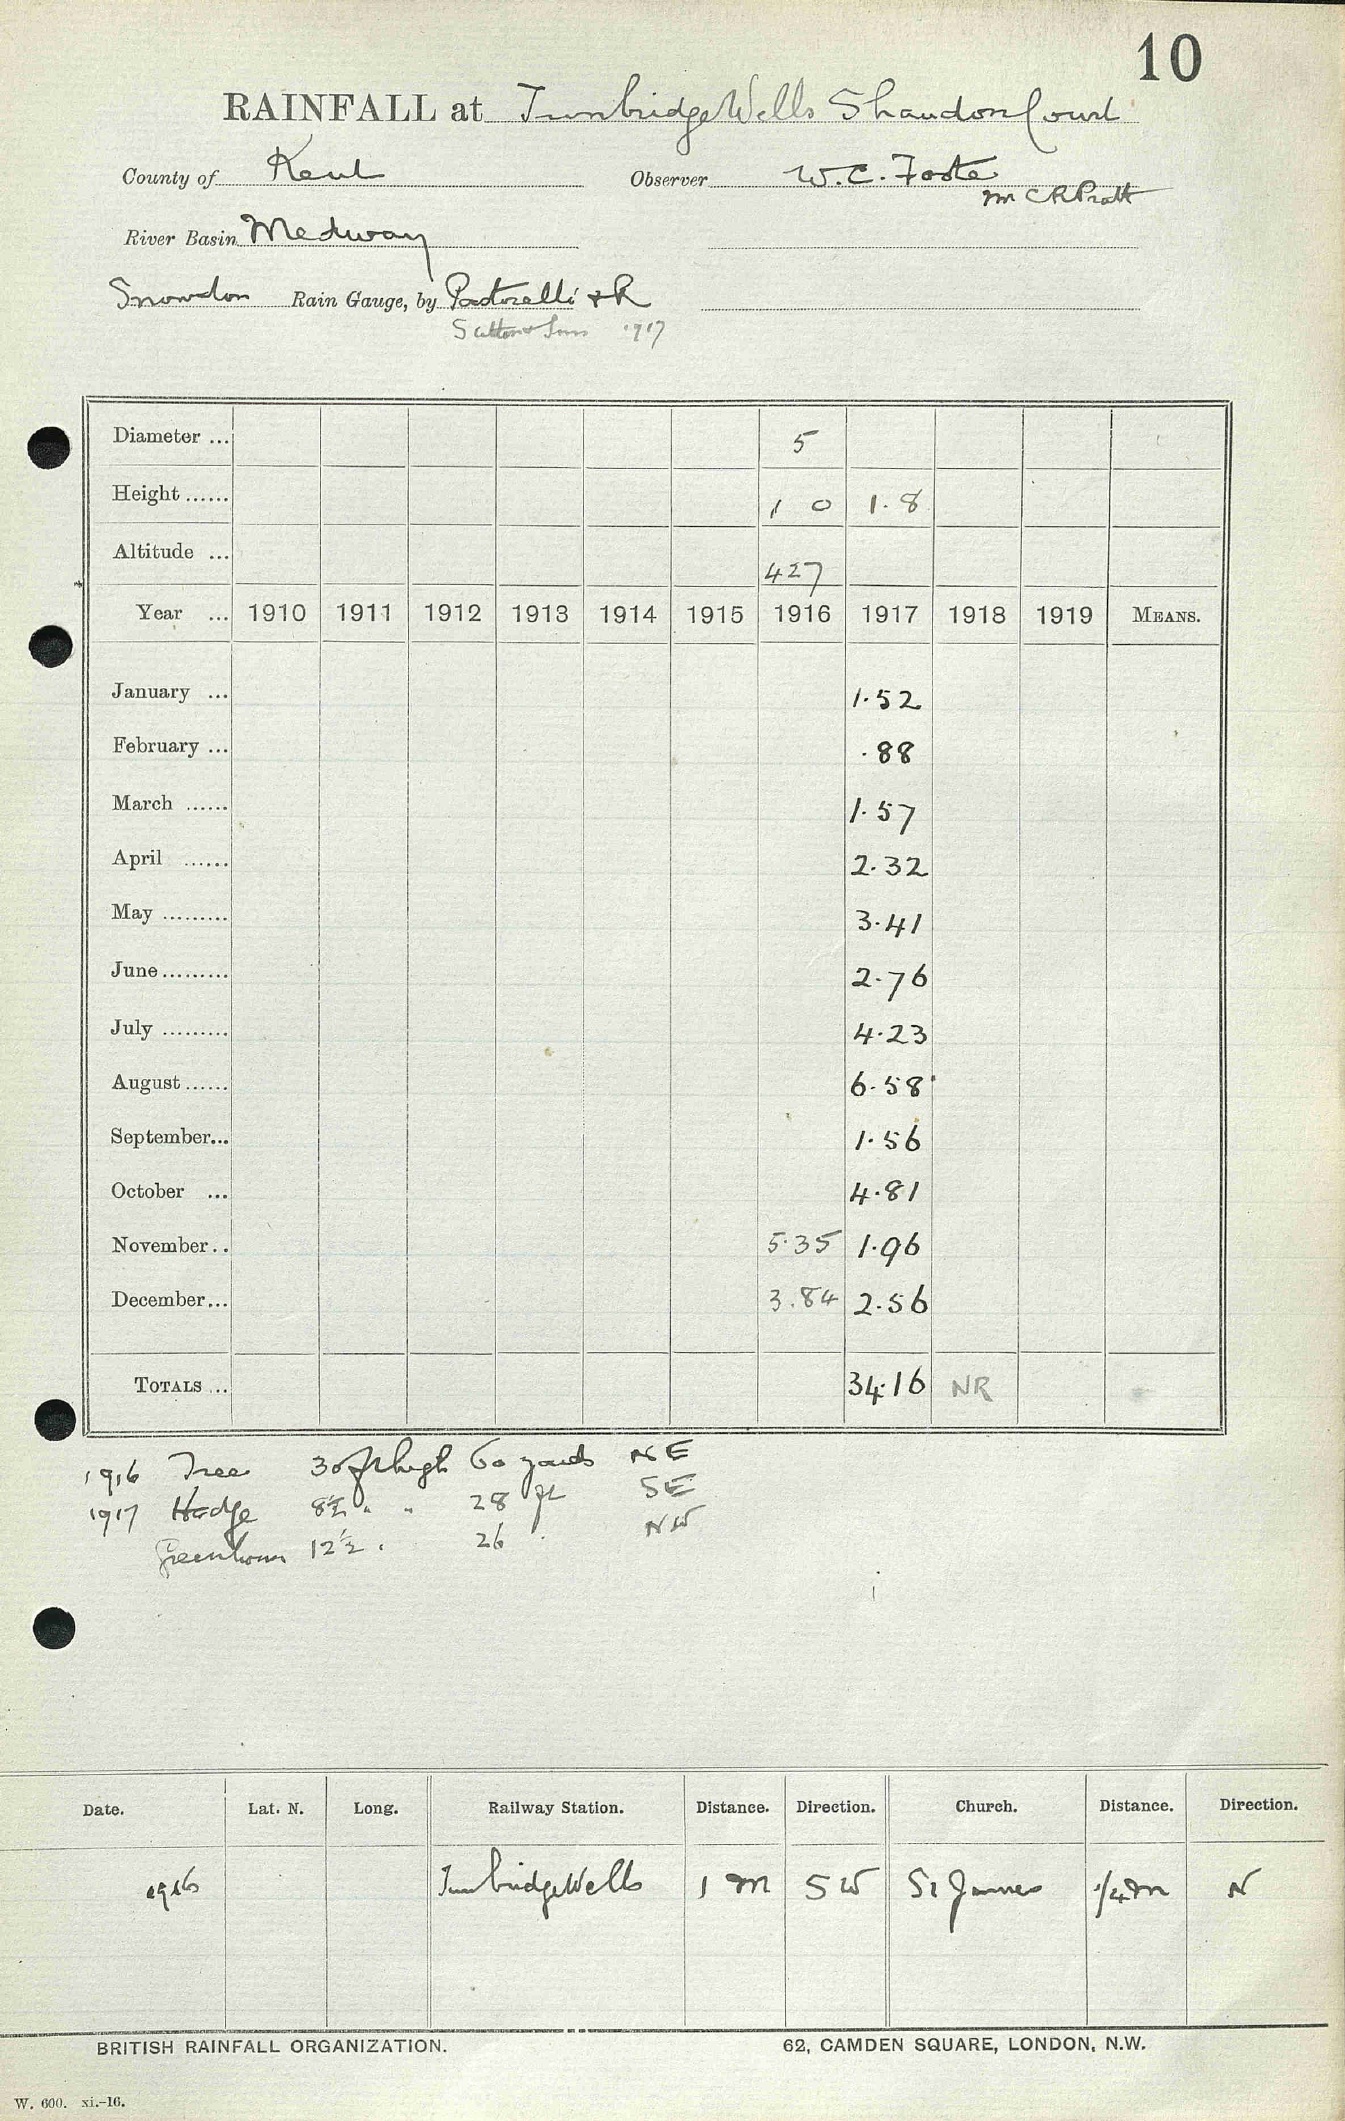 10
RAINFALL at Tunbridge Wells Shandon Court
County of Kent Observer W. C. Foote
Mr C R Pratt
River Basin Medway
Snowdon Rain Gauge, by Pastorelli & R
Sutton & Sons 1917
Diameter ... 5
Height ...... 1 0 1.8
Altitude ... 427
Year ... 1910 1911 1912 1913 1914 1915 1916 1917 1918 1919 MEANS.
January ... 1.52
February ... .88
March ...... 1.57
April ...... 2.32
May ......... 3.41
June ......... 2.76
July ......... 4.23
August ...... 6.58
September... 1.56
October ... 4.81
November.. 5.35 1.96
December... 3.84 2.56
TOTALS ... 34.16 NR
1916 Tree 30 ft high 60 yards NE
1917 Hedge 8½ " " 28 ft SE
Greenhouse 12½ " 26 " NW
Date. Lat. N. Long. Railway Station. Distance. Direction. Church. Distance. Direction.
1916 Tunbridge Wells 1 m SW St James ¼ m N
BRITISH RAINFALL ORGANIZATION. 62, CAMDEN SQUARE, LONDON, N.W.
W. 600. xi.-16.